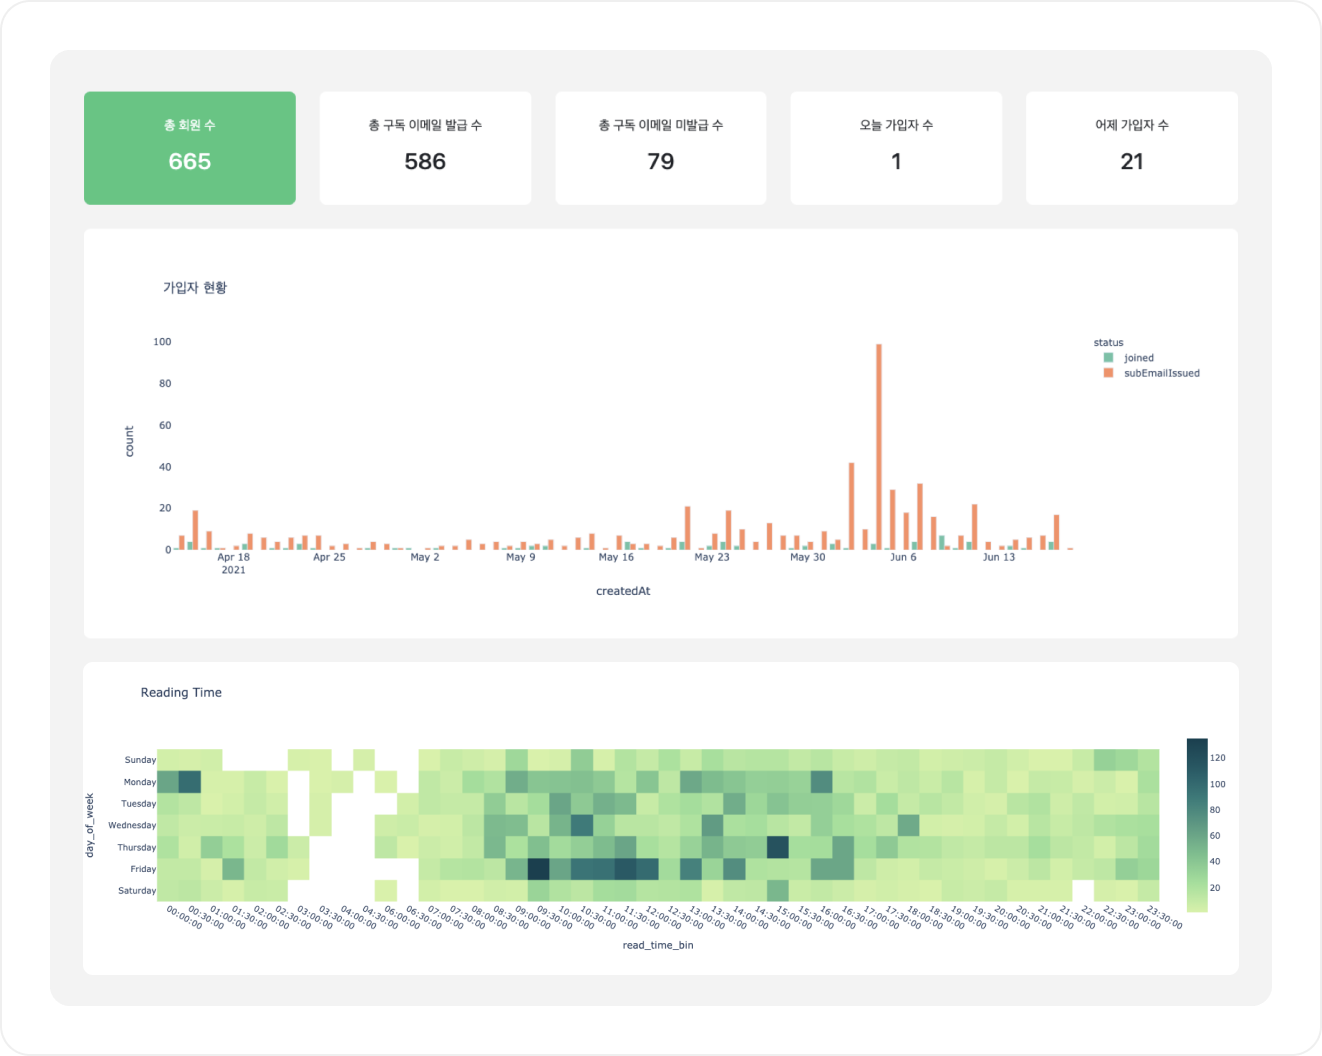 총 회원 수
665
총 구독 이메일 발급 수
586
총 구독 이메일 미발급 수
79
오늘 가입자 수
1
어제 가입자 수
21
가입자 현황
100
80
60
40
20
0
count
Apr 18
2021
Apr 25
May 2
May 9
May 16
May 23
May 30
Jun 6
Jun 13
createdAt
status
joined
subEmailIssued
Reading Time
day_of_week
Sunday
Monday
Tuesday
Wednesday
Thursday
Friday
Saturday
00:00:00
00:30:00
01:00:00
01:30:00
02:00:00
02:30:00
03:00:00
03:30:00
04:00:00
04:30:00
06:00:00
06:30:00
07:00:00
07:30:00
08:00:00
08:30:00
09:00:00
09:30:00
10:00:00
10:30:00
11:00:00
11:30:00
12:00:00
12:30:00
13:00:00
13:30:00
14:00:00
14:30:00
15:00:00
15:30:00
16:00:00
16:30:00
17:00:00
17:30:00
18:00:00
18:30:00
19:00:00
19:30:00
20:00:00
20:30:00
21:00:00
21:30:00
22:00:00
22:30:00
23:00:00
23:30:00
read_time_bin
120
100
80
60
40
20